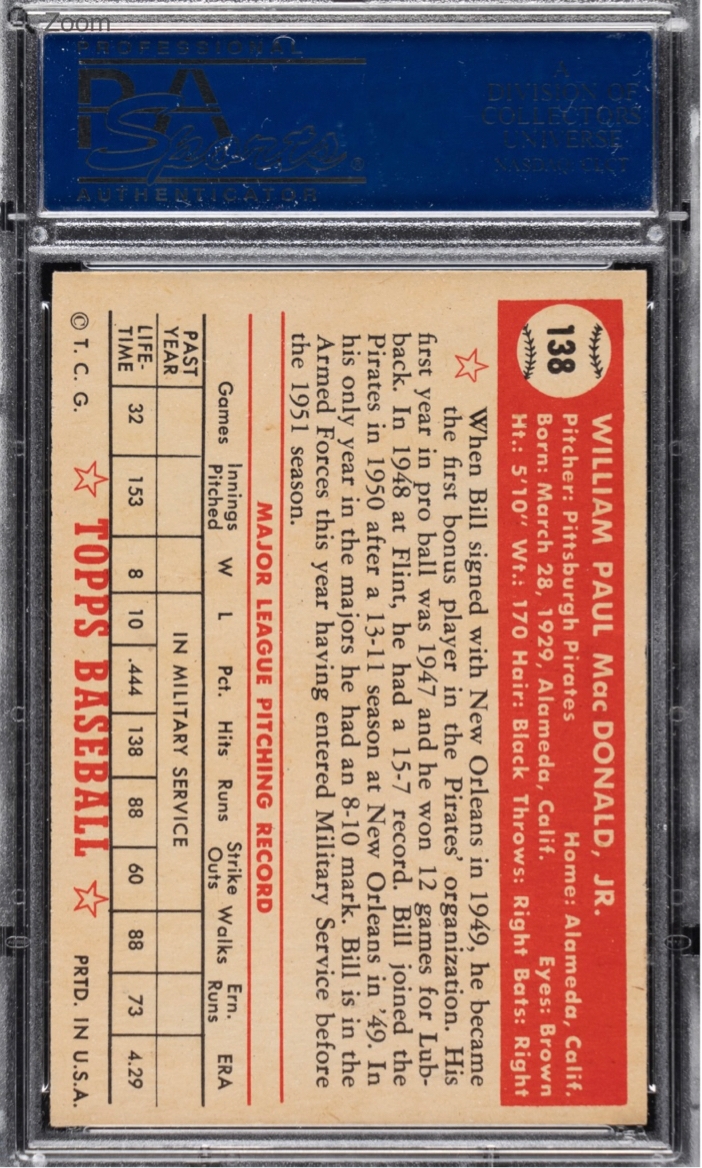 Zoom
PROFESSIONAL
PSA
Sports®
AUTHENTICATOR
A
DIVISION OF
COLLECTORS
UNIVERSE
NASDAQ: CLCT
138
WILLIAM PAUL Mac DONALD, JR.
Pitcher: Pittsburgh Pirates Home: Alameda, Calif.
Born: March 28, 1929, Alameda, Calif. Eyes: Brown
Ht.: 5'10" Wt.: 170 Hair: Black Throws: Right Bats: Right
When Bill signed with New Orleans in 1949, he became
the first bonus player in the Pirates' organization. His
first year in pro ball was 1947 and he won 12 games for Lub-
back. In 1948 at Flint, he had a 15-7 record. Bill joined the
Pirates in 1950 after a 13-11 season at New Orleans in '49. In
his only year in the majors he had an 8-10 mark. Bill is in the
Armed Forces this year having entered Military Service before
the 1951 season.
MAJOR LEAGUE PITCHING RECORD
Games Innings Pitched W L Pct. Hits Runs Strike Outs Walks Ern. Runs ERA
PAST YEAR IN MILITARY SERVICE
LIFE-TIME 32 153 8 10 .444 138 88 60 88 73 4.29
© T. C. G. TOPPS BASEBALL PRTD. IN U.S.A.